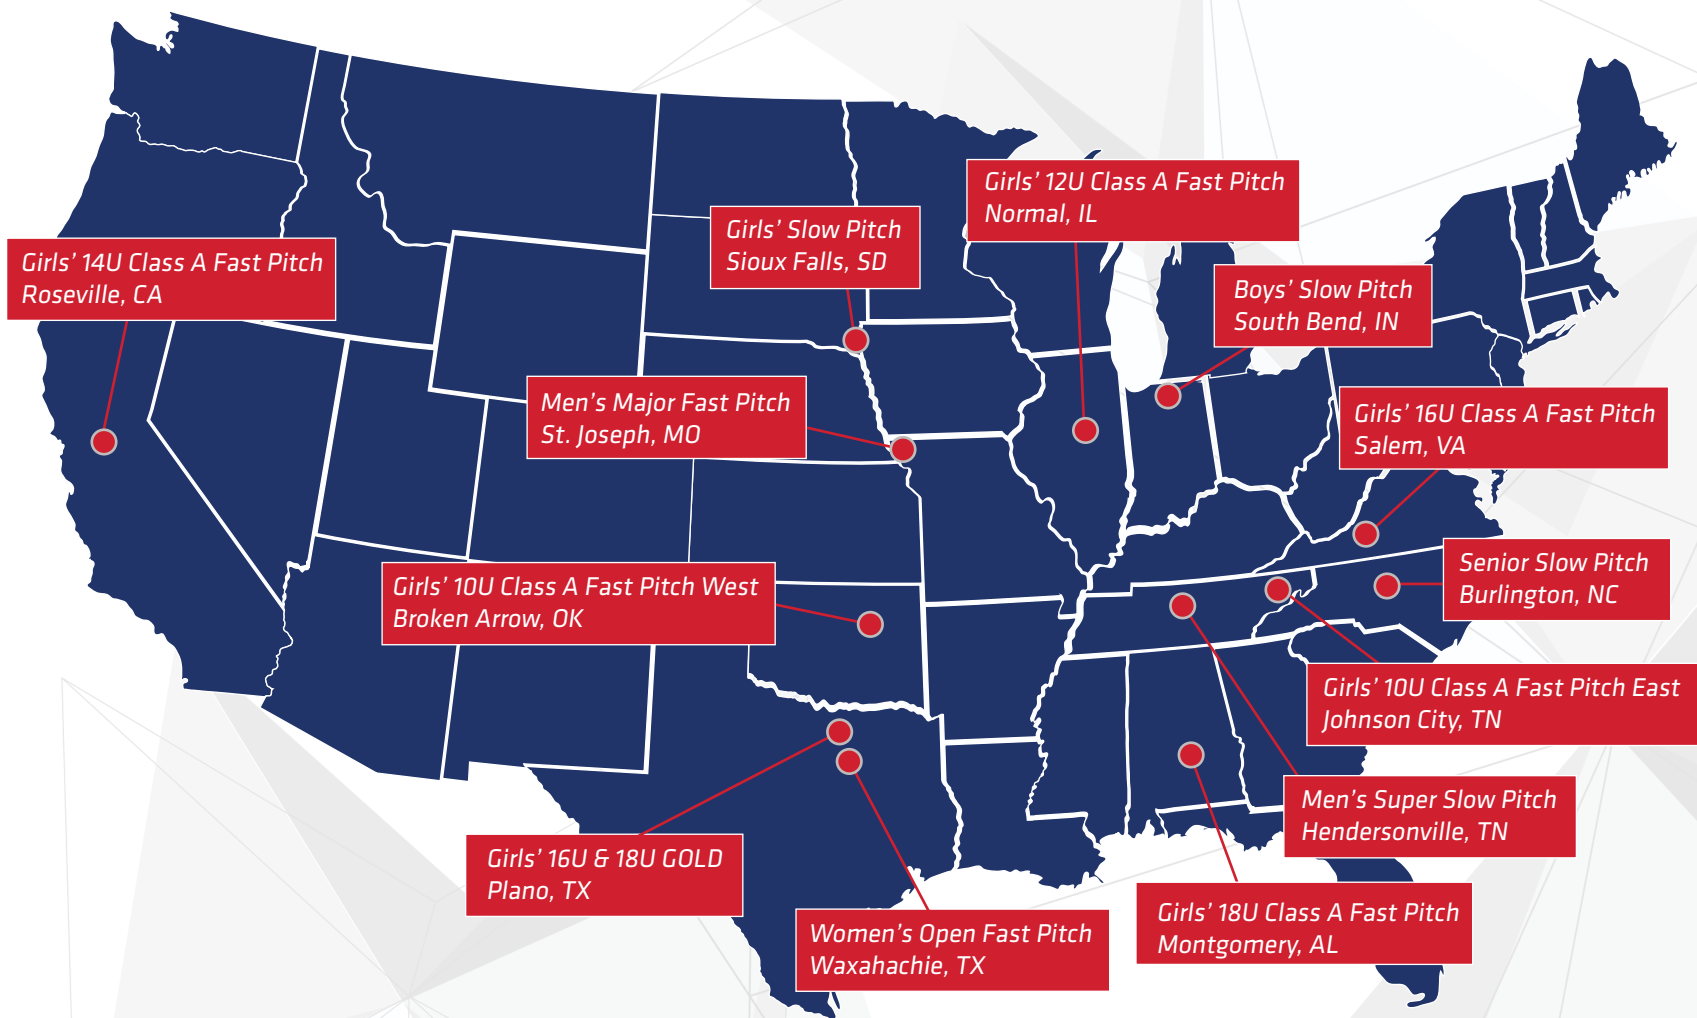 Girls’ 12U Class A Fast Pitch
Normal, IL
Girls’ Slow Pitch
Sioux Falls, SD
Girls’ 14U Class A Fast Pitch
Roseville, CA
Boys’ Slow Pitch
South Bend, IN
Men’s Major Fast Pitch
St. Joseph, MO
Girls’ 16U Class A Fast Pitch
Salem, VA
Senior Slow Pitch
Burlington, NC
Girls’ 10U Class A Fast Pitch West
Broken Arrow, OK
Girls’ 10U Class A Fast Pitch East
Johnson City, TN
Men’s Super Slow Pitch
Hendersonville, TN
Girls’ 16U & 18U GOLD
Plano, TX
Girls’ 18U Class A Fast Pitch
Montgomery, AL
Women’s Open Fast Pitch
Waxahachie, TX